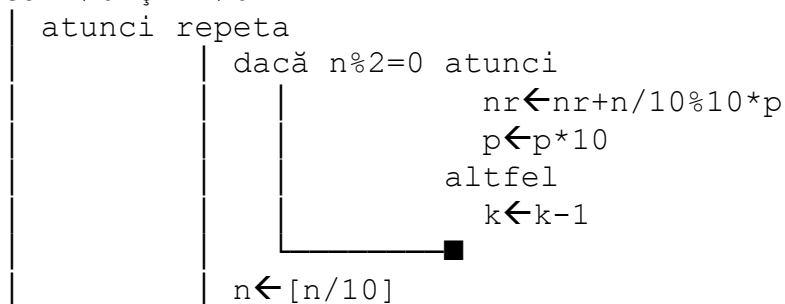 atunci repeta
dacă n%2=0 atunci
nr←nr+n/10%10*p
p←p*10
altfel
k←k-1
■
n←[n/10]